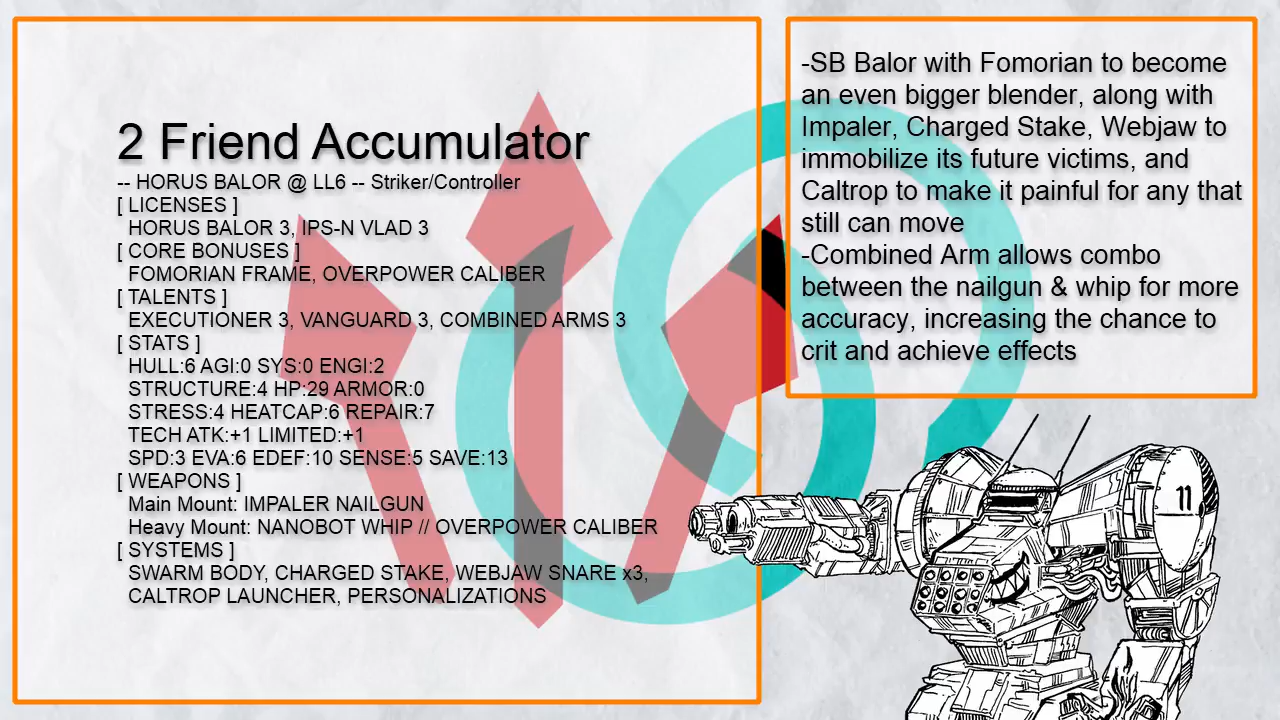 2 Friend Accumulator
-- HORUS BALOR @ LL6 -- Striker/Controller
[ LICENSES ]
HORUS BALOR 3, IPS-N VLAD 3
[ CORE BONUSES ]
FOMORIAN FRAME, OVERPOWER CALIBER
[ TALENTS ]
EXECUTIONER 3, VANGUARD 3, COMBINED ARMS 3
[ STATS ]
HULL:6 AGI:0 SYS:0 ENGI:2
STRUCTURE:4 HP:29 ARMOR:0
STRESS:4 HEATCAP:6 REPAIR:7
TECH ATK:+1 LIMITED:+1
SPD:3 EVA:6 EDEF:10 SENSE:5 SAVE:13
[ WEAPONS ]
Main Mount: IMPALER NAILGUN
Heavy Mount: NANOBOT WHIP // OVERPOWER CALIBER
[ SYSTEMS ]
SWARM BODY, CHARGED STAKE, WEBJAW SNARE x3,
CALTROP LAUNCHER, PERSONALIZATIONS
-SB Balor with Fomorian to become
an even bigger blender, along with
Impaler, Charged Stake, Webjaw to
immobilize its future victims, and
Caltrop to make it painful for any that
still can move
-Combined Arm allows combo
between the nailgun & whip for more
accuracy, increasing the chance to
crit and achieve effects
11